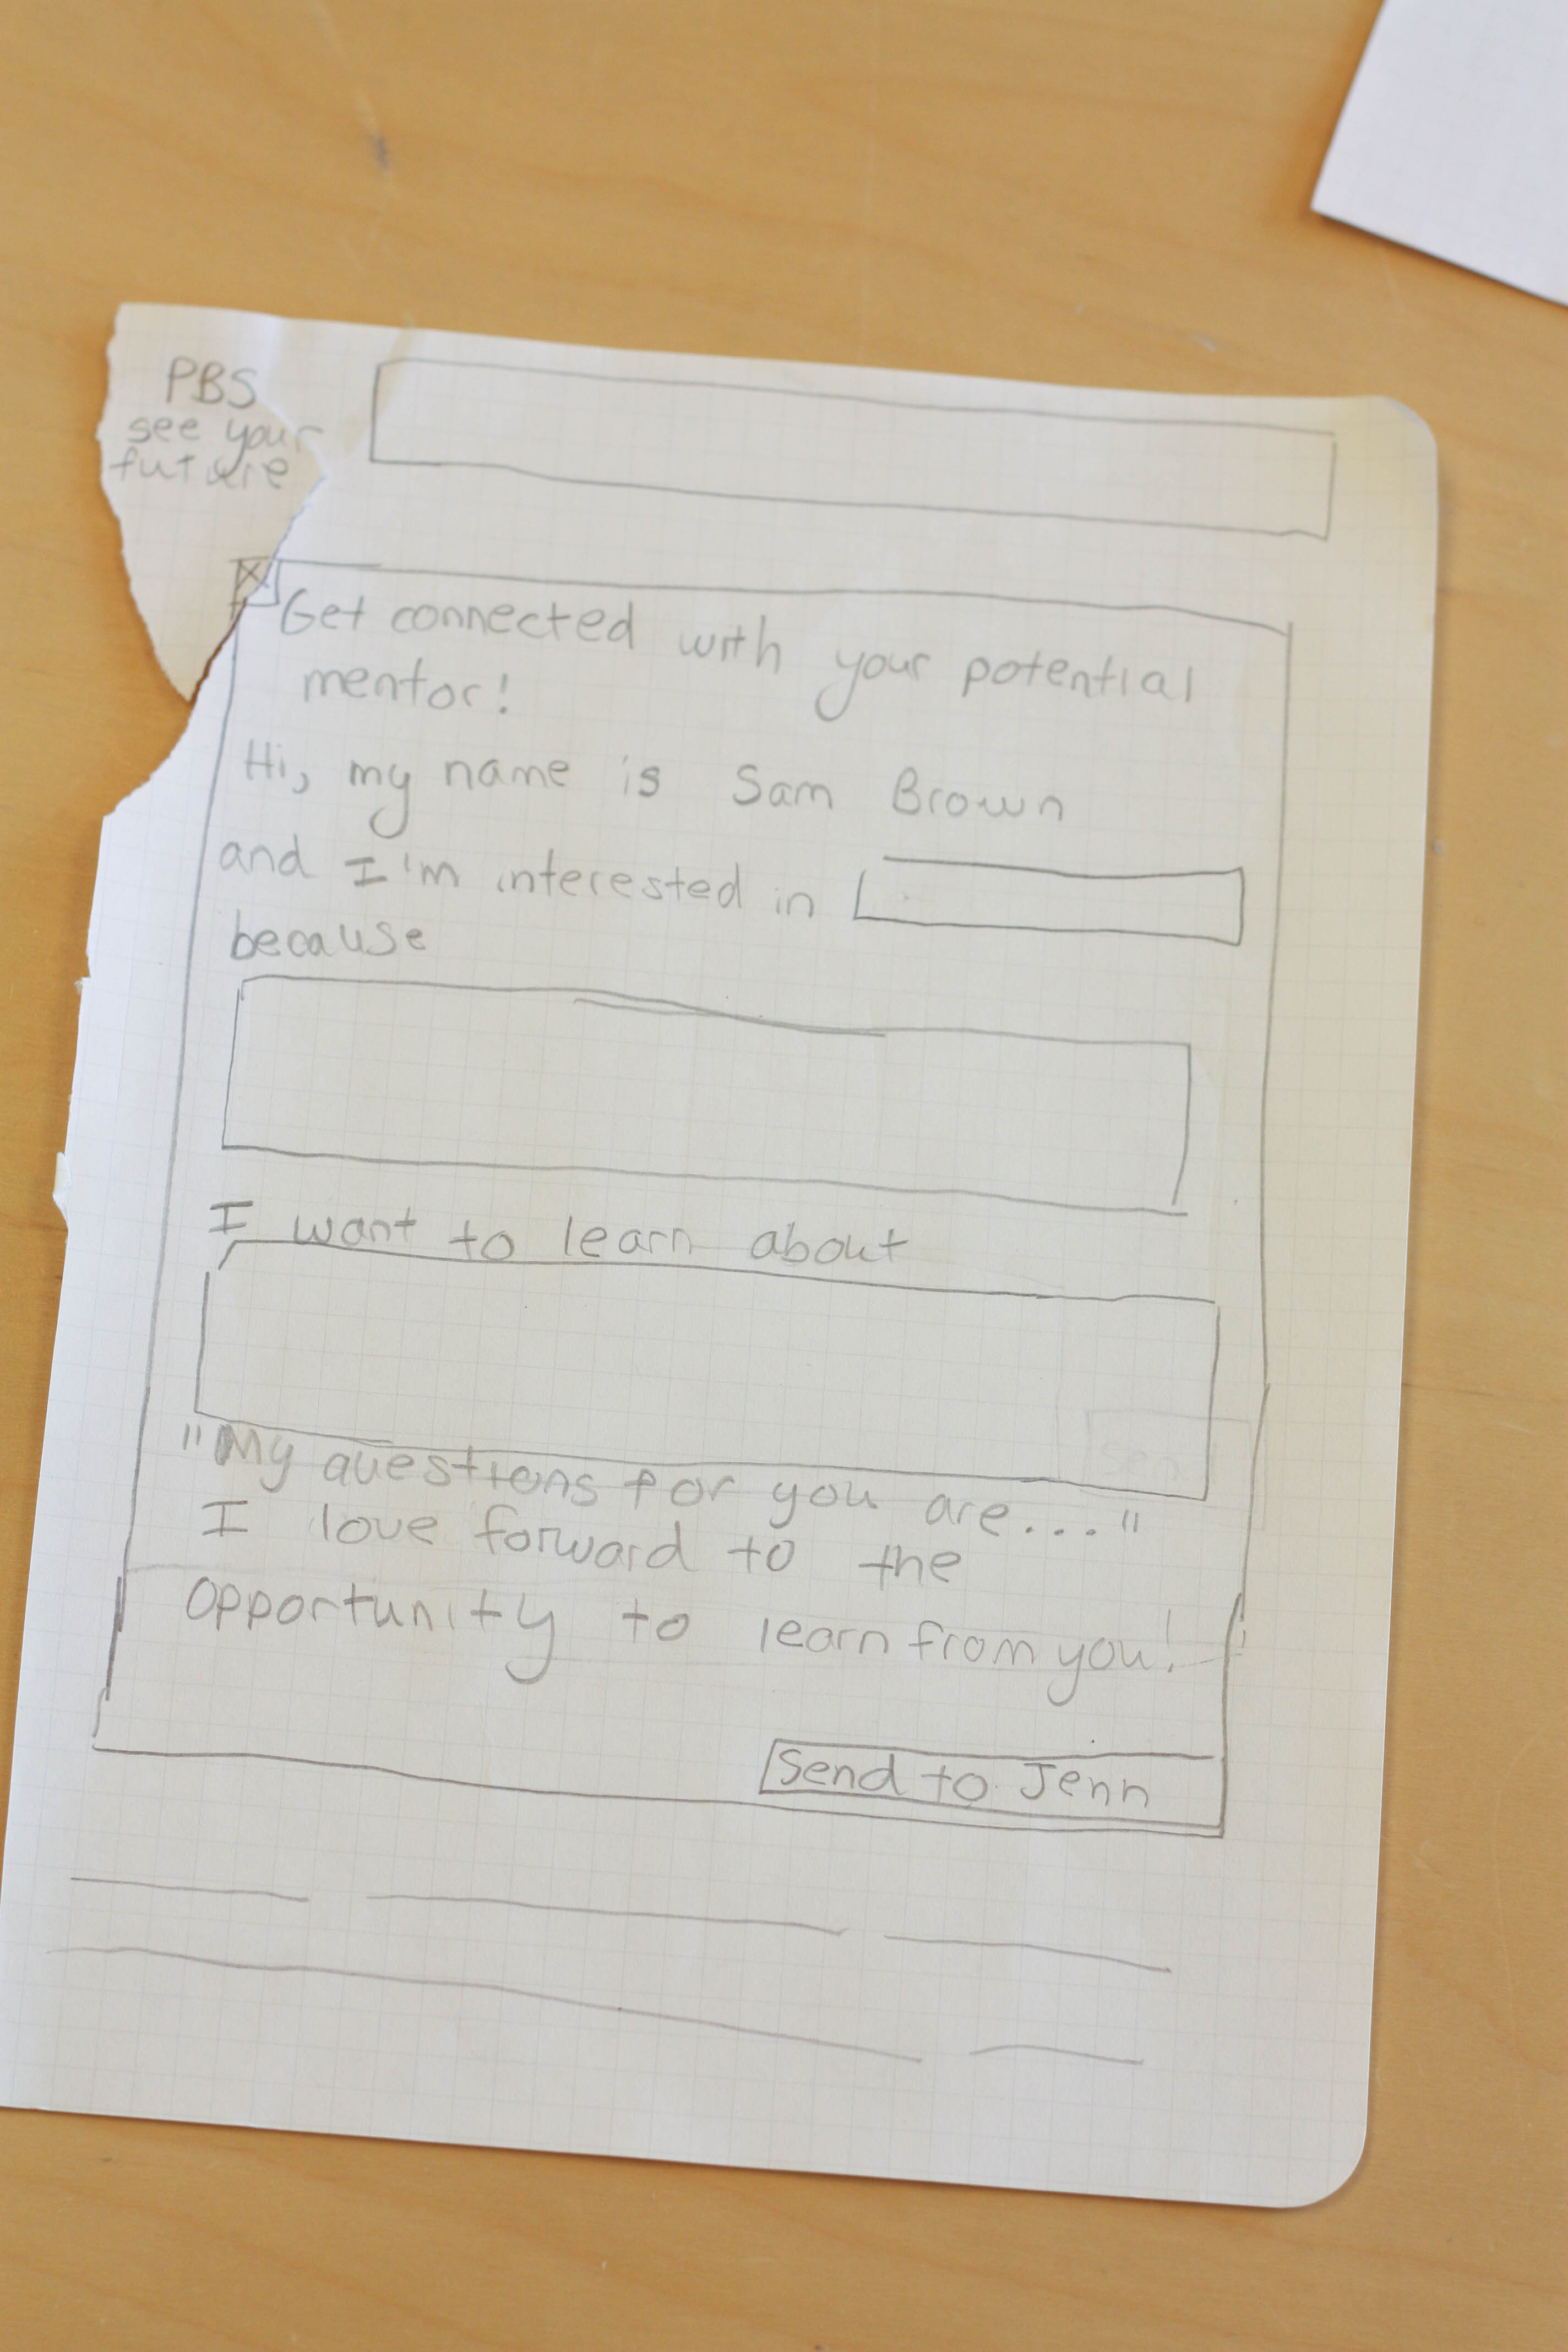 PBS
see your
future
Get connected with your potential
mentor!
Hi, my name is Sam Brown
and I'm interested in
because
I want to learn about
"My questions for you are..."
I love forward to the
opportunity to learn from you!
Send to Jenn